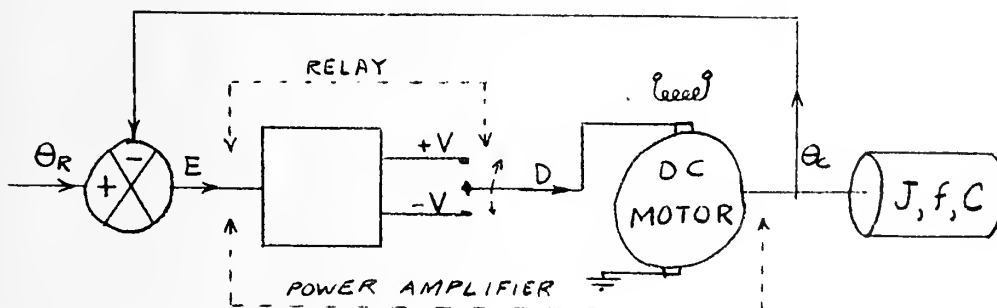 RELAY
θR
+
-
E
+V
-V
D
DC
MOTOR
θc
J, f, C
POWER AMPLIFIER